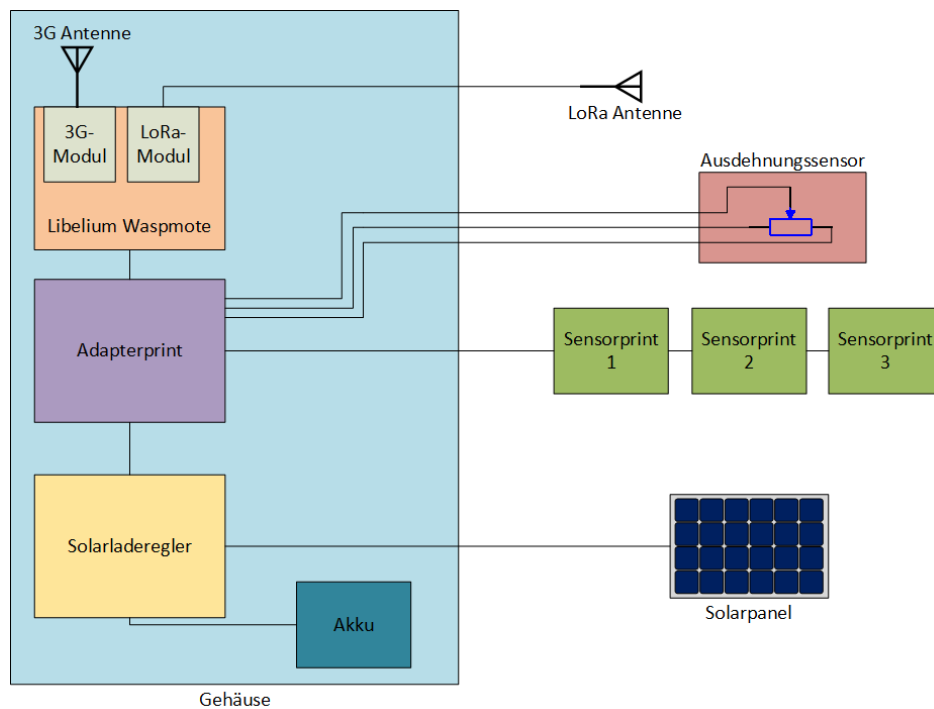 3G Antenne
LoRa Antenne
3G-
Modul
LoRa-
Modul
Libelium Waspmote
Ausdehnungssensor
Adapterprint
Sensorprint
1
Sensorprint
2
Sensorprint
3
Solarladeregler
Solarpanel
Akku
Gehäuse